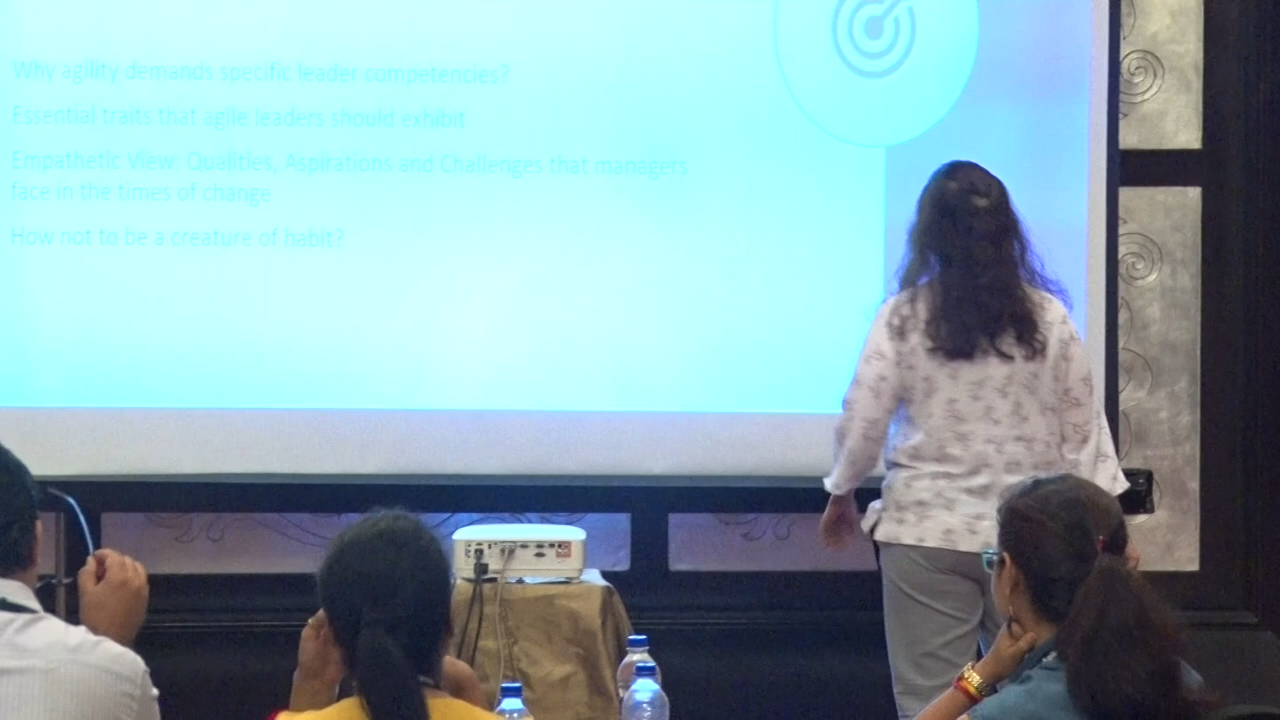 Why agility demands specific leader competencies?
Essential traits that agile leaders should exhibit
Empathetic View: Qualities, Aspirations and Challenges that managers
face in the times of change
How not to be a creature of habit?